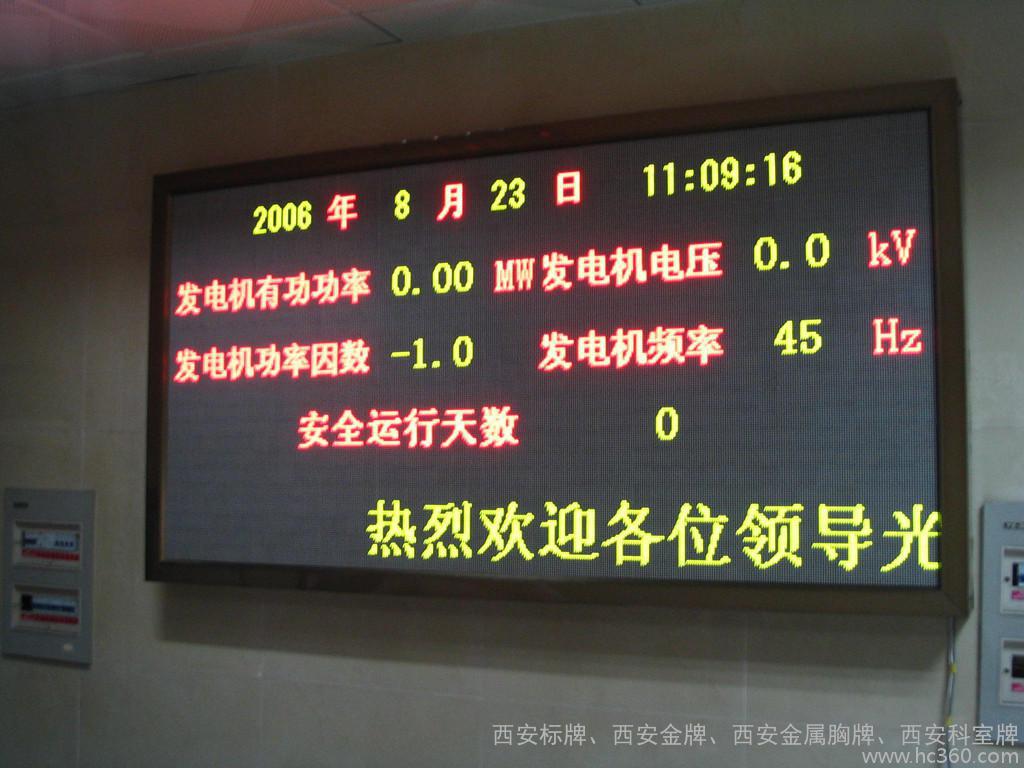 2006 年 8 月 23 日 11:09:16
发电机有功功率 0.00 MW 发电机电压 0.0 kV
发电机功率因数 -1.0 发电机频率 45 Hz
安全运行天数 0
热烈欢迎各位领导光
西安标牌、西安金牌、西安金属胸牌、西安科室牌
www.hc360.com